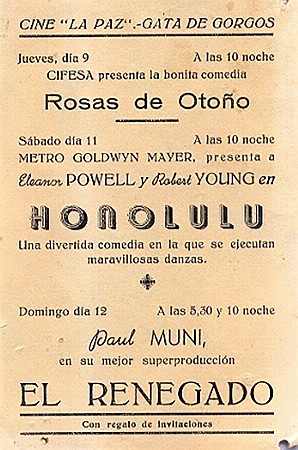 CINE "LA PAZ".-GATA DE GORGOS
Jueves, día 9 A las 10 noche
CIFESA presenta la bonita comedia
Rosas de Otoño
Sábado día 11 A las 10 noche
METRO GOLDWYN MAYER, presenta a
Eleanor POWELL y Robert YOUNG en
HONOLULU
Una divertida comedia en la que se ejecutan
maravillosas danzas.
Domingo día 12 A las 5,30 y 10 noche
Paul MUNI,
en su mejor superproducción
EL RENEGADO
Con regalo de invitaciones